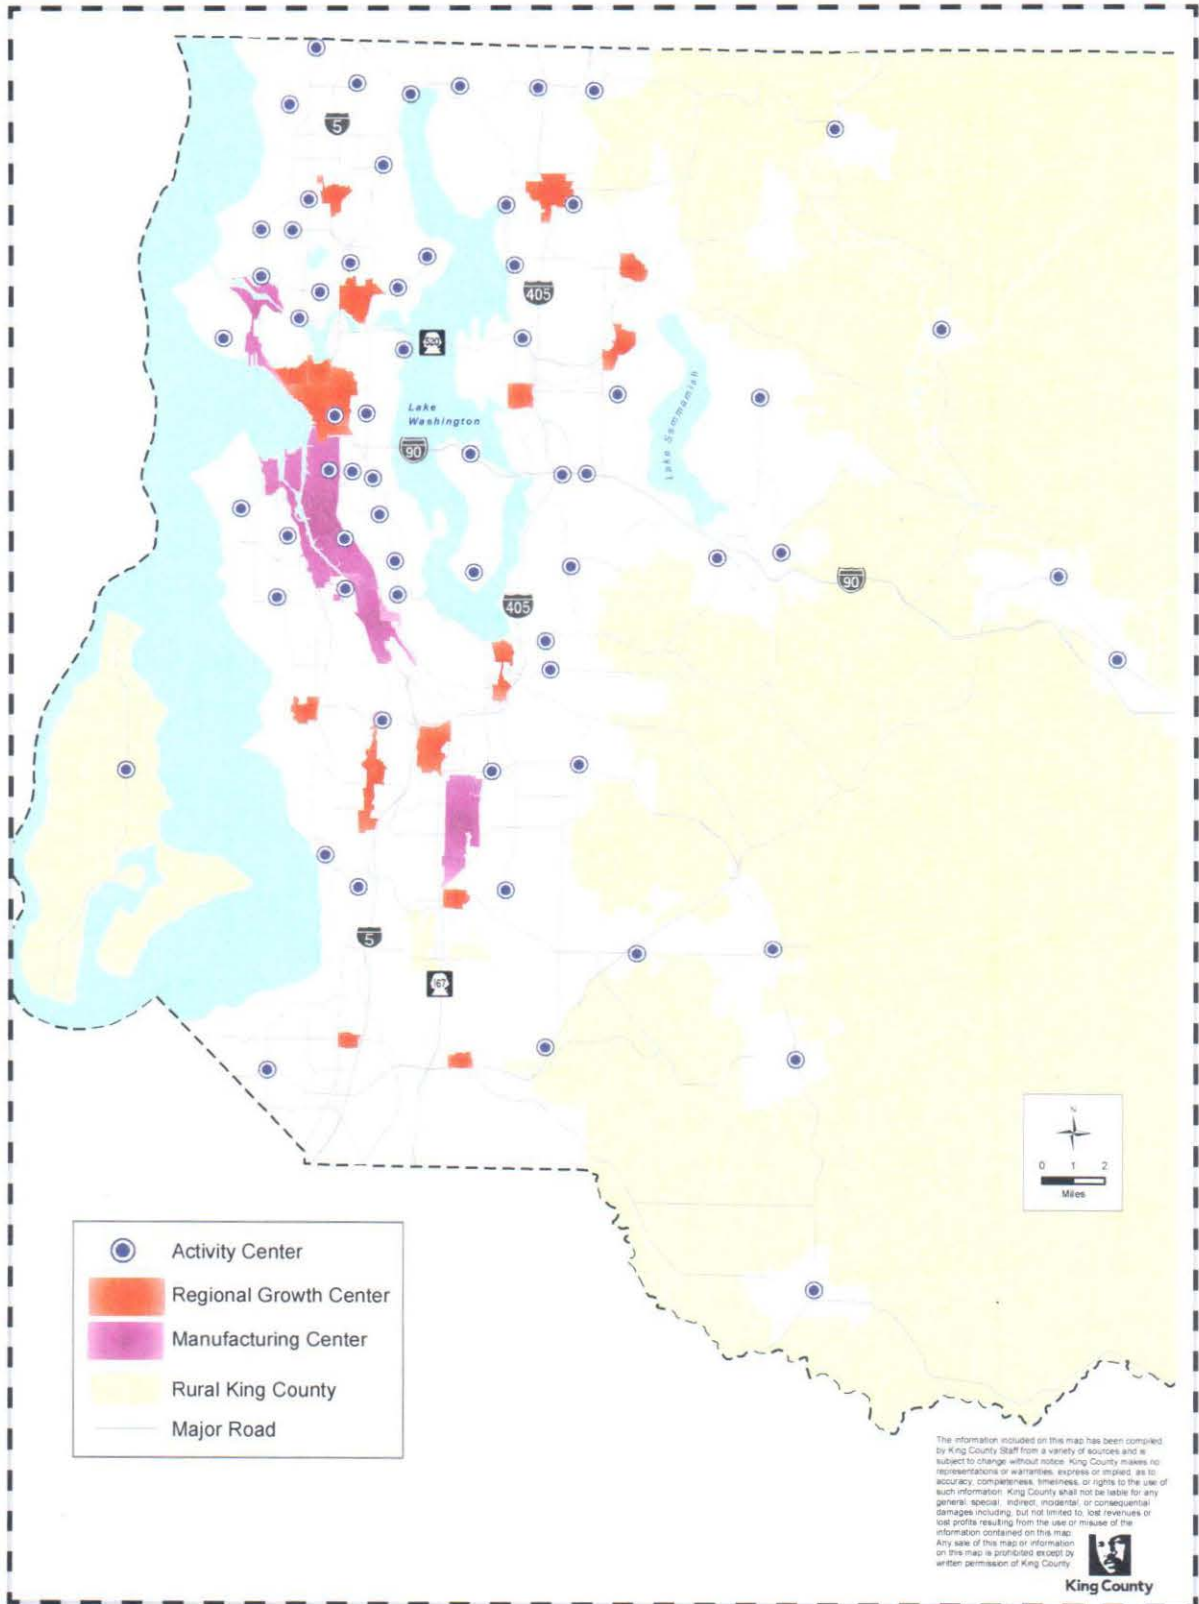 5
405
Lake
Washington
90
Lake Sammamish
90
405
5
167
N
0 1 2
Miles
Activity Center
Regional Growth Center
Manufacturing Center
Rural King County
Major Road
The information included on this map has been compiled
by King County Staff from a variety of sources and is
subject to change without notice. King County makes no
representations or warranties, express or implied, as to
accuracy, completeness, timeliness, or rights to the use of
such information. King County shall not be liable for any
general, special, indirect, incidental, or consequential
damages including, but not limited to, lost revenues or
lost profits resulting from the use or misuse of the
information contained on this map.
Any sale of this map or information
on this map is prohibited except by
written permission of King County.
King County